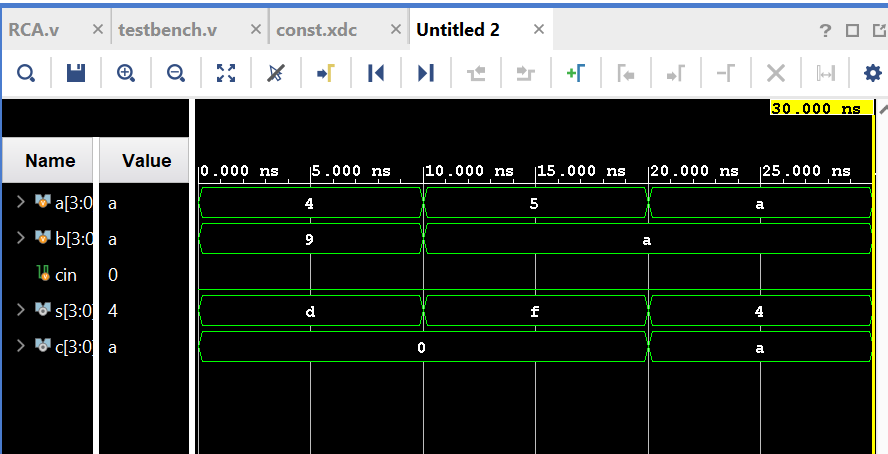 RCA.v testbench.v const.xdc Untitled 2
?
30.000 ns
Name Value 0.000 ns 5.000 ns 10.000 ns 15.000 ns 20.000 ns 25.000 ns
a[3:0 a 4 5 a
b[3:0 a 9 a
cin 0
s[3:0] 4 d f 4
c[3:0] a 0 a